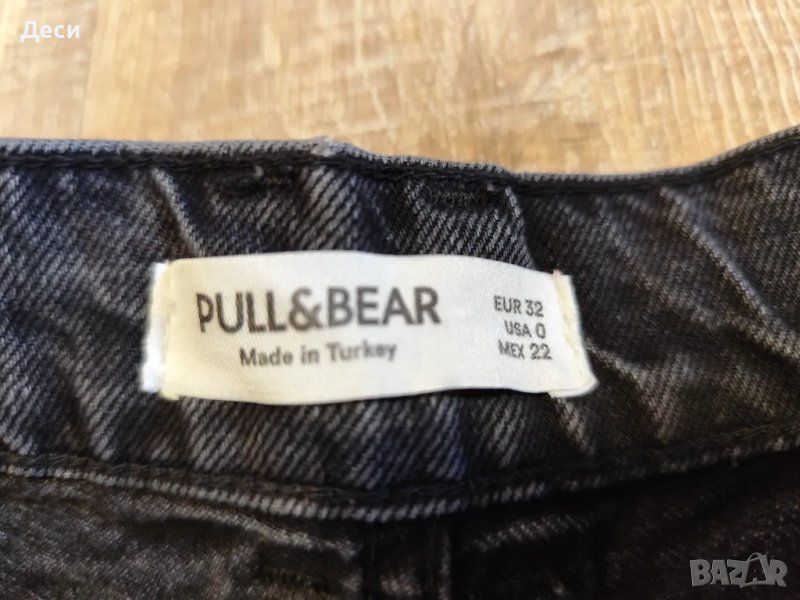 Деси
PULL&BEAR
Made in Turkey
EUR 32
USA 0
MEX 22
BAZAR